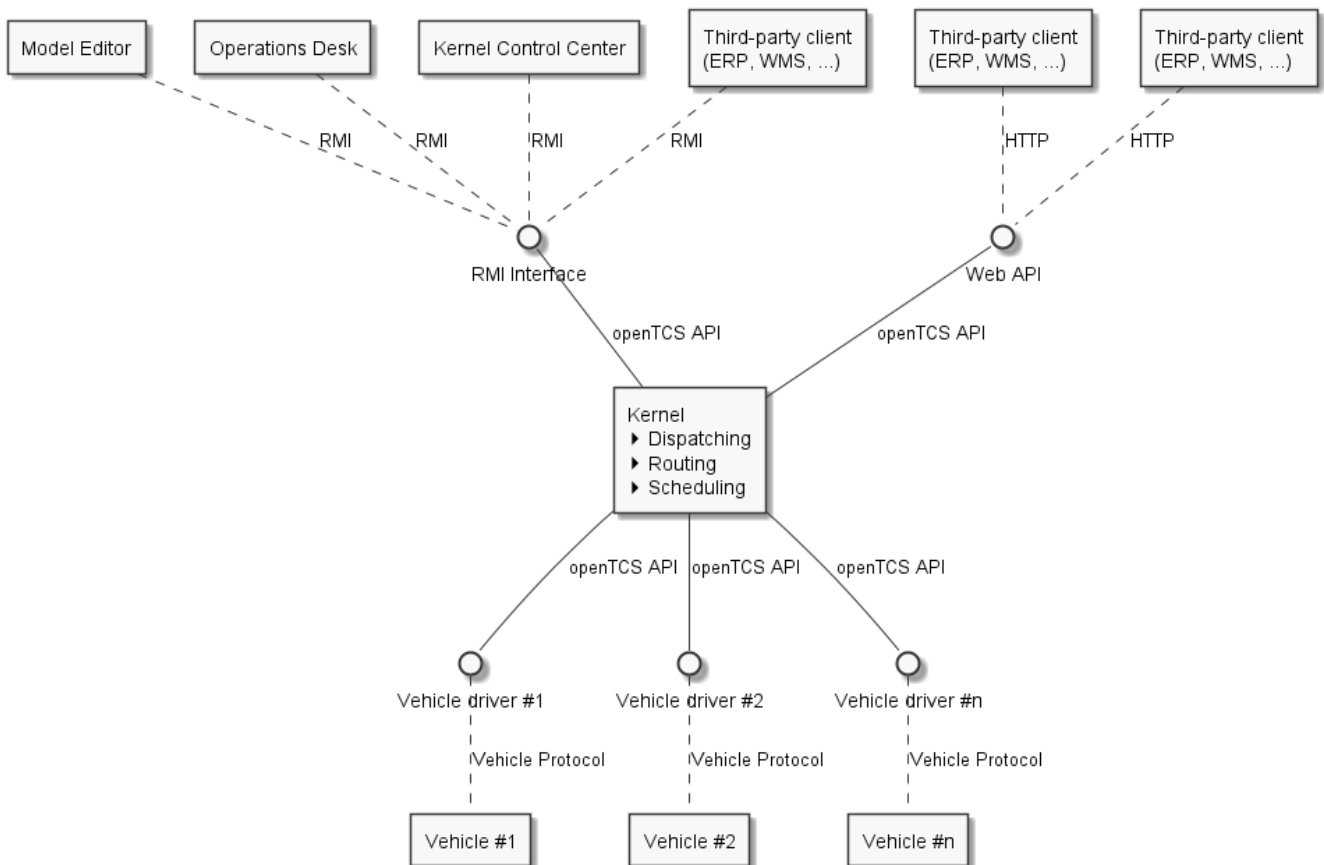 Model Editor
Operations Desk
Kernel Control Center
Third-party client
(ERP, WMS, ...)
Third-party client
(ERP, WMS, ...)
Third-party client
(ERP, WMS, ...)
RMI
RMI
RMI
RMI
HTTP
HTTP
RMI Interface
Web API
openTCS API
openTCS API
Kernel
Dispatching
Routing
Scheduling
openTCS API
openTCS API
openTCS API
Vehicle driver #1
Vehicle driver #2
Vehicle driver #n
Vehicle Protocol
Vehicle Protocol
Vehicle Protocol
Vehicle #1
Vehicle #2
Vehicle #n